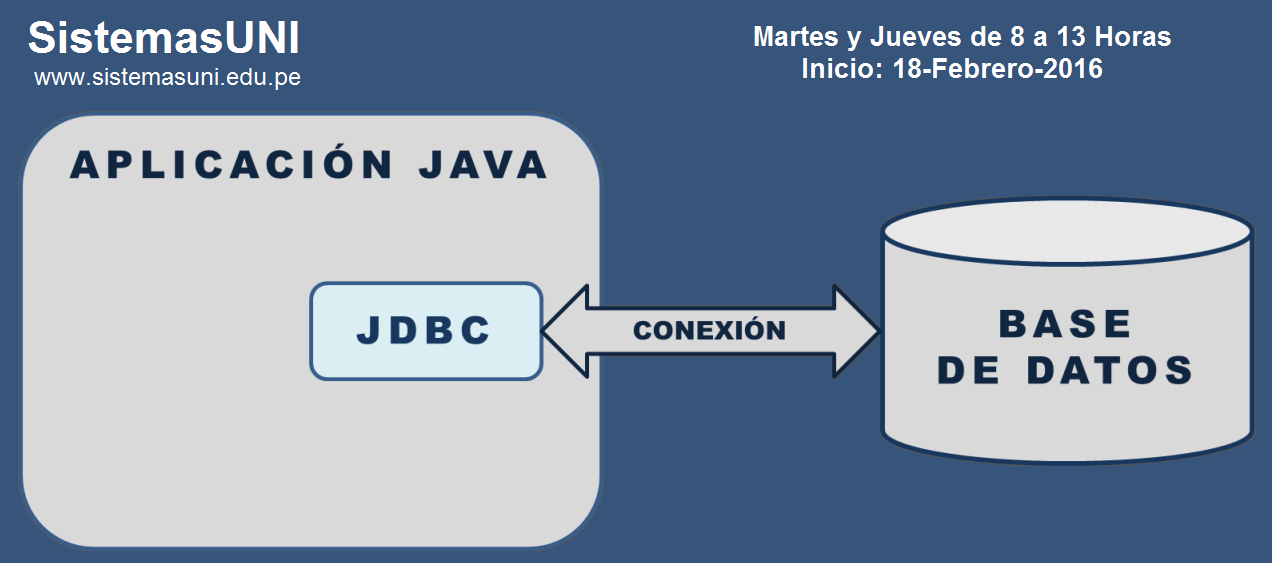 SistemasUNI
www.sistemasuni.edu.pe
Martes y Jueves de 8 a 13 Horas
Inicio: 18-Febrero-2016
APLICACIÓN JAVA
JDBC
CONEXIÓN
BASE
DE DATOS